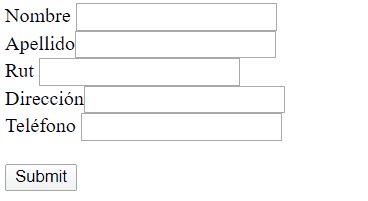 Nombre
Apellido
Rut
Dirección
Teléfono
Submit